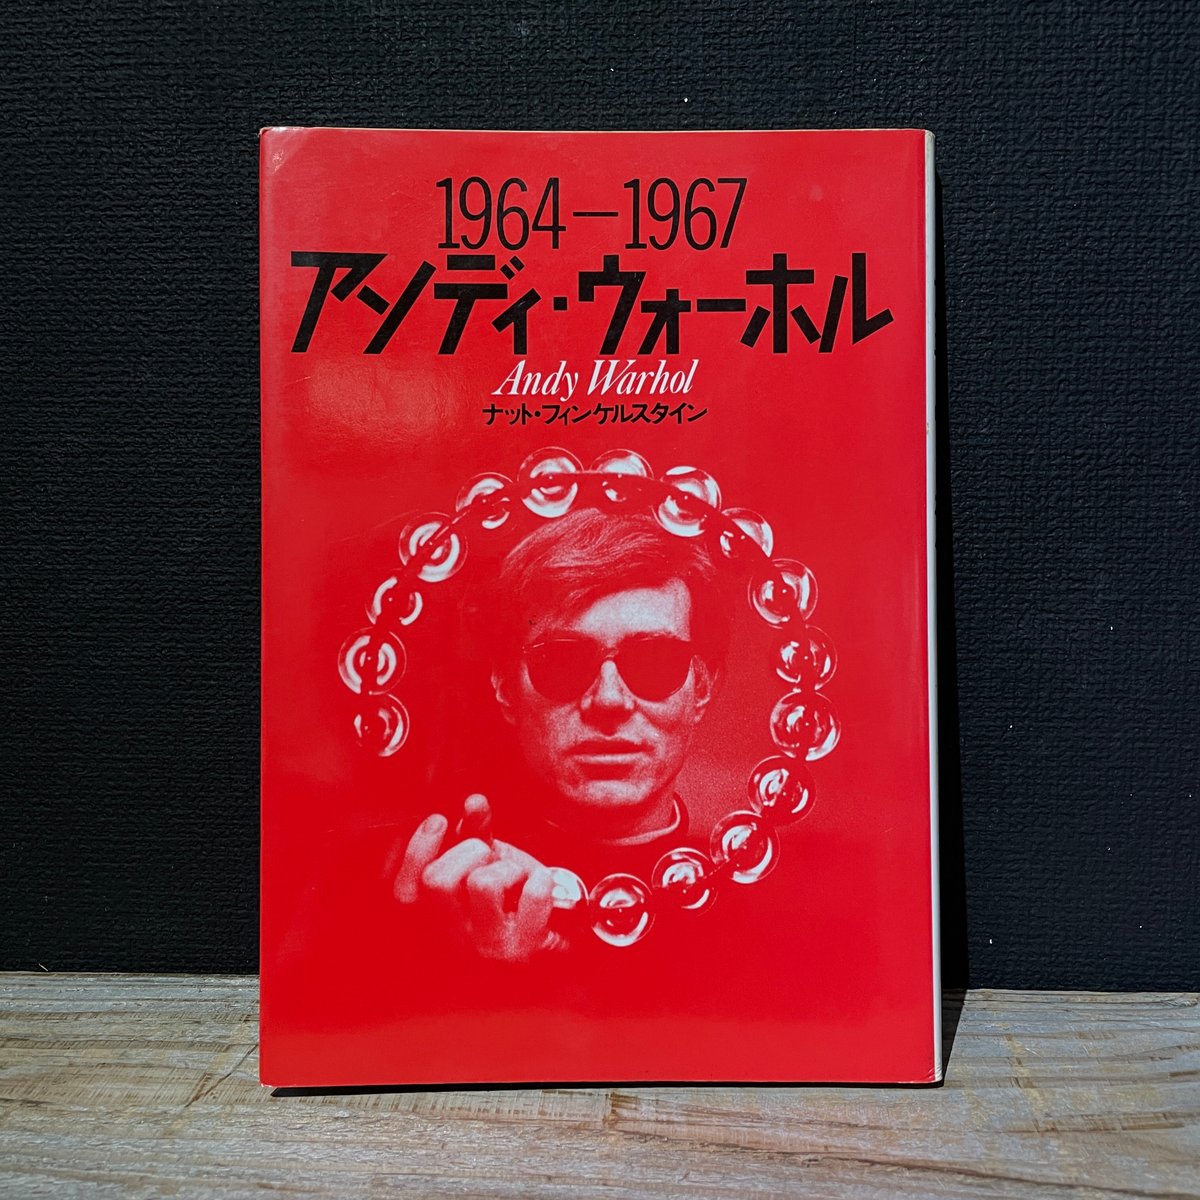 1964—1967
アンディ・ウォーホル
Andy Warhol
ナット・フィンケルスタイン